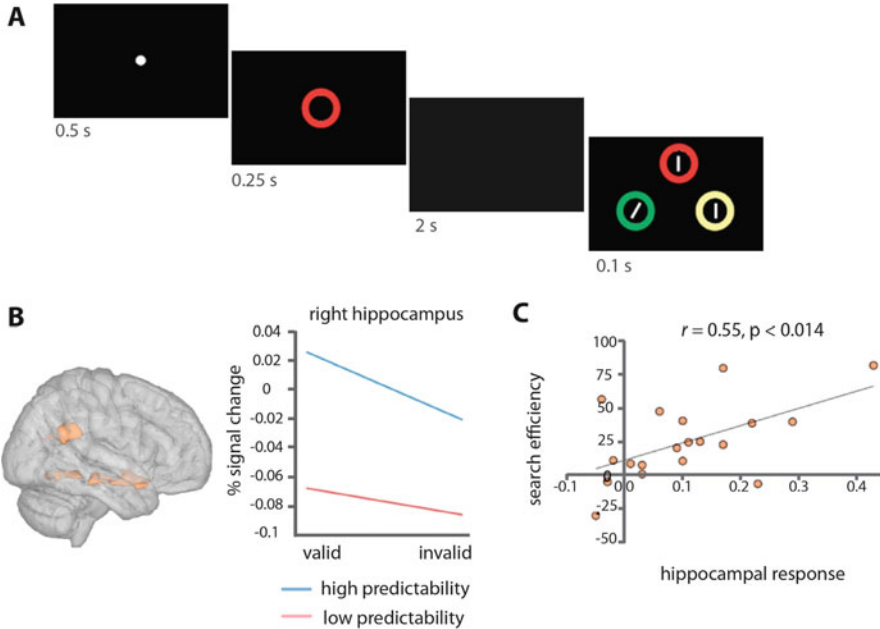 A
0.5 s
0.25 s
2 s
0.1 s
B
right hippocampus
% signal change
0.04
0.02
0
-0.02
-0.04
-0.06
-0.08
-0.1
valid
invalid
high predictability
low predictability
C
r = 0.55, p < 0.014
search efficiency
100
75
50
25
0
-25
-50
-0.1
0.0
0.1
0.2
0.3
0.4
hippocampal response